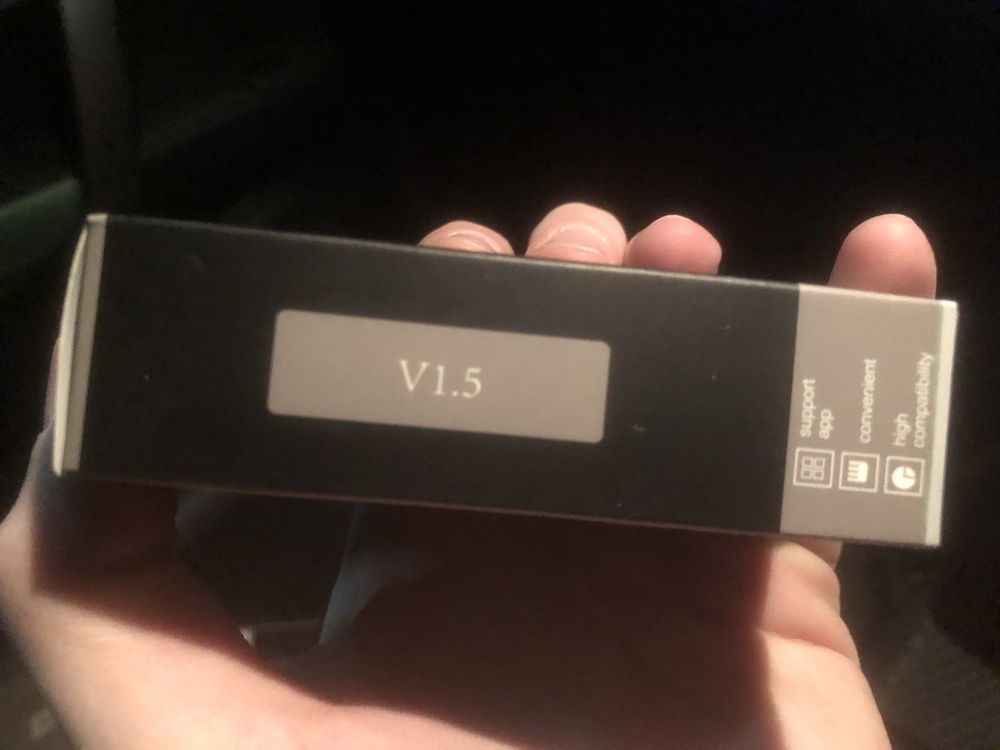 V1.5
support
app
convenient
high
compatibility